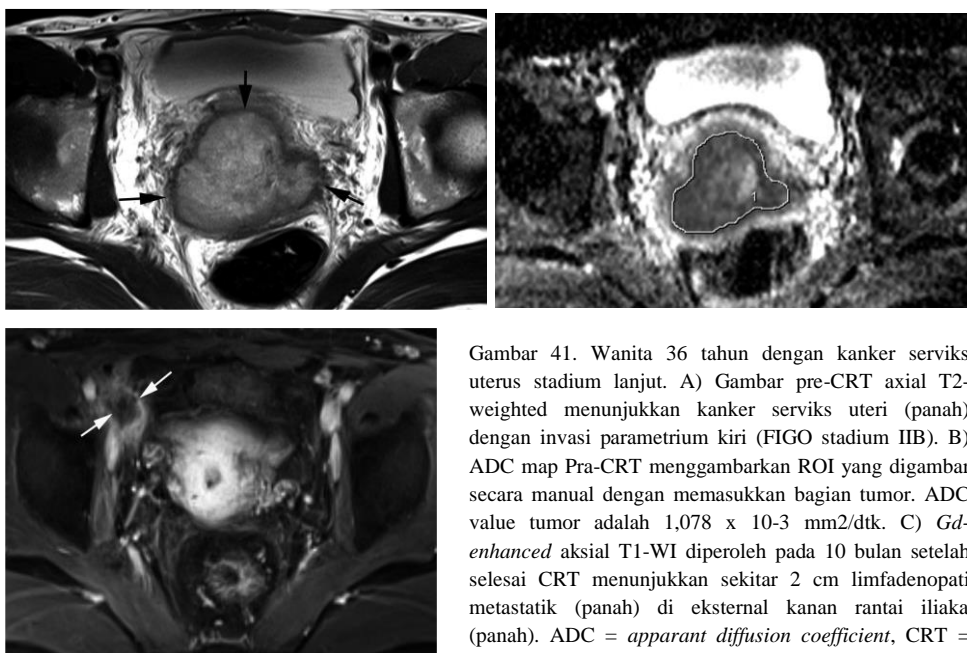 1
Gambar 41. Wanita 36 tahun dengan kanker serviks
uterus stadium lanjut. A) Gambar pre-CRT axial T2-
weighted menunjukkan kanker serviks uteri (panah)
dengan invasi parametrium kiri (FIGO stadium IIB). B)
ADC map Pra-CRT menggambarkan ROI yang digambar
secara manual dengan memasukkan bagian tumor. ADC
value tumor adalah 1,078 x 10-3 mm2/dtk. C) Gd-
enhanced aksial T1-WI diperoleh pada 10 bulan setelah
selesai CRT menunjukkan sekitar 2 cm limfadenopati
metastatik (panah) di eksternal kanan rantai iliaka
(panah). ADC = apparant diffusion coefficient, CRT =